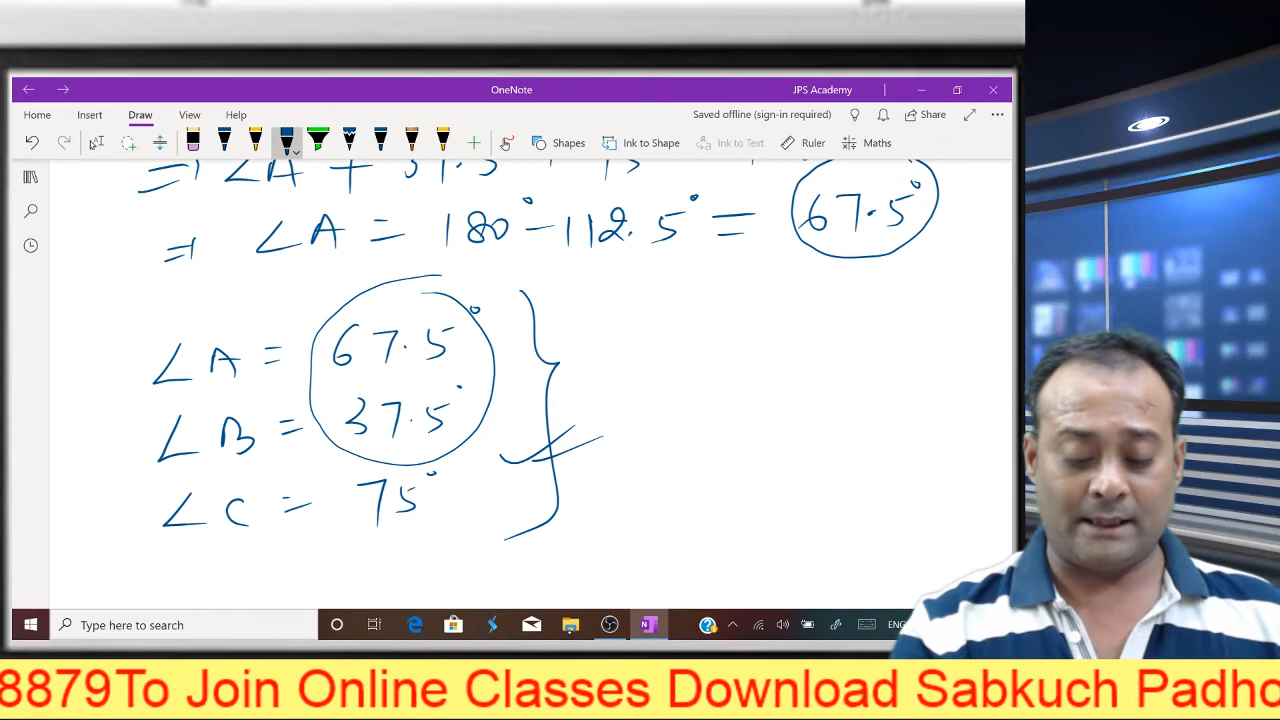 OneNote
JPS Academy
Home Insert Draw View Help
Saved offline (sign-in required)
Share
Shapes
Ink to Shape
Ink to Text
Ruler
Maths
⇒ ∠A = 180° - 112.5° = 67.5°
∠A = 67.5°
∠B = 37.5°
∠C = 75°
Type here to search
ENG
8879To Join Online Classes Download Sabkuch Padho